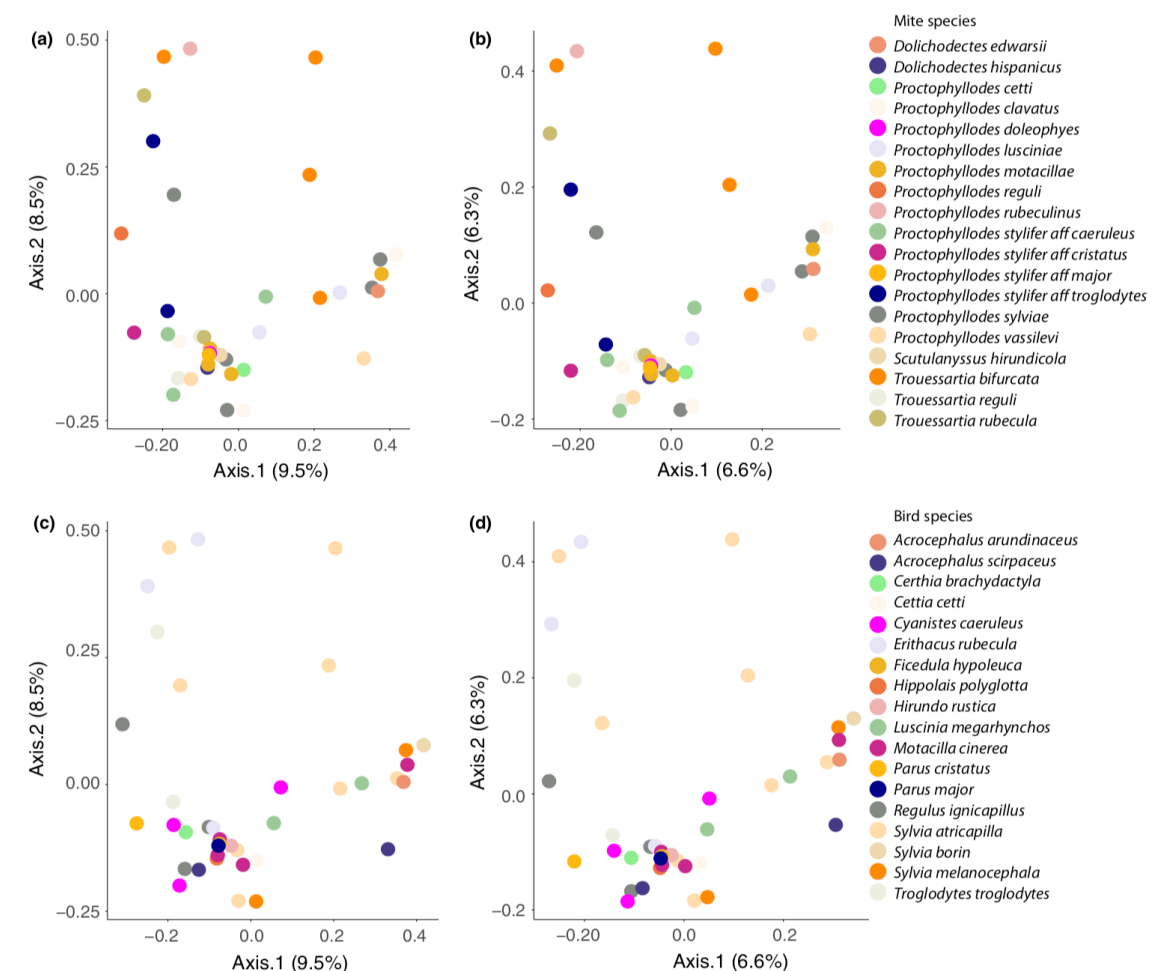 (a)
0.50
0.25
0.00
−0.25
Axis.2 (8.5%)
−0.20
0.0
0.2
0.4
Axis.1 (9.5%)
(b)
0.4
0.2
0.0
−0.2
Axis.2 (6.3%)
−0.20
0.0
0.2
Axis.1 (6.6%)
Mite species
Dolichodectes edwarsii
Dolichodectes hispanicus
Proctophyllodes cetti
Proctophyllodes clavatus
Proctophyllodes doleophyes
Proctophyllodes lusciniae
Proctophyllodes motacillae
Proctophyllodes reguli
Proctophyllodes rubeculinus
Proctophyllodes stylifer aff caeruleus
Proctophyllodes stylifer aff cristatus
Proctophyllodes stylifer aff major
Proctophyllodes stylifer aff troglodytes
Proctophyllodes sylviae
Proctophyllodes vassilevi
Scutulanyssus hirundicola
Trouessartia bifurcata
Trouessartia reguli
Trouessartia rubecula
(c)
0.50
0.25
0.00
−0.25
Axis.2 (8.5%)
−0.2
0.0
0.2
0.4
Axis.1 (9.5%)
(d)
0.4
0.2
0.0
−0.2
Axis.2 (6.3%)
−0.20
0.0
0.2
Axis.1 (6.6%)
Bird species
Acrocephalus arundinaceus
Acrocephalus scirpaceus
Certhia brachydactyla
Cettia cetti
Cyanistes caeruleus
Erithacus rubecula
Ficedula hypoleuca
Hippolais polyglotta
Hirundo rustica
Luscinia megarhynchos
Motacilla cinerea
Parus cristatus
Parus major
Regulus ignicapillus
Sylvia atricapilla
Sylvia borin
Sylvia melanocephala
Troglodytes troglodytes